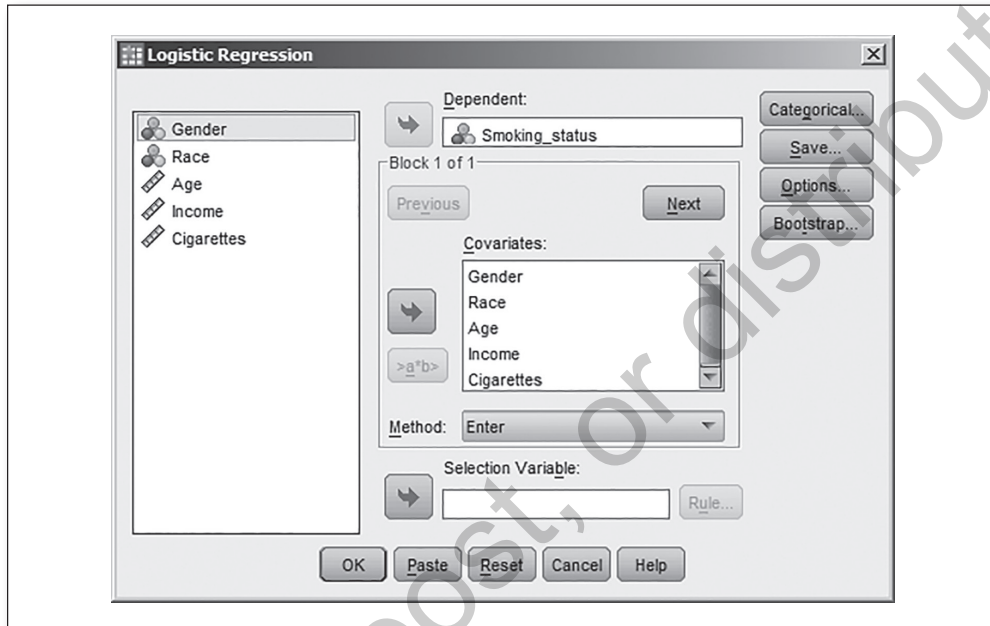 Logistic Regression
Gender
Race
Age
Income
Cigarettes
Dependent:
Smoking_status
Block 1 of 1
Previous
Next
Covariates:
Gender
Race
Age
Income
Cigarettes
>a*b>
Method: Enter
Selection Variable:
Rule...
Categorical...
Save...
Options...
Bootstrap...
OK Paste Reset Cancel Help
post, or distribut